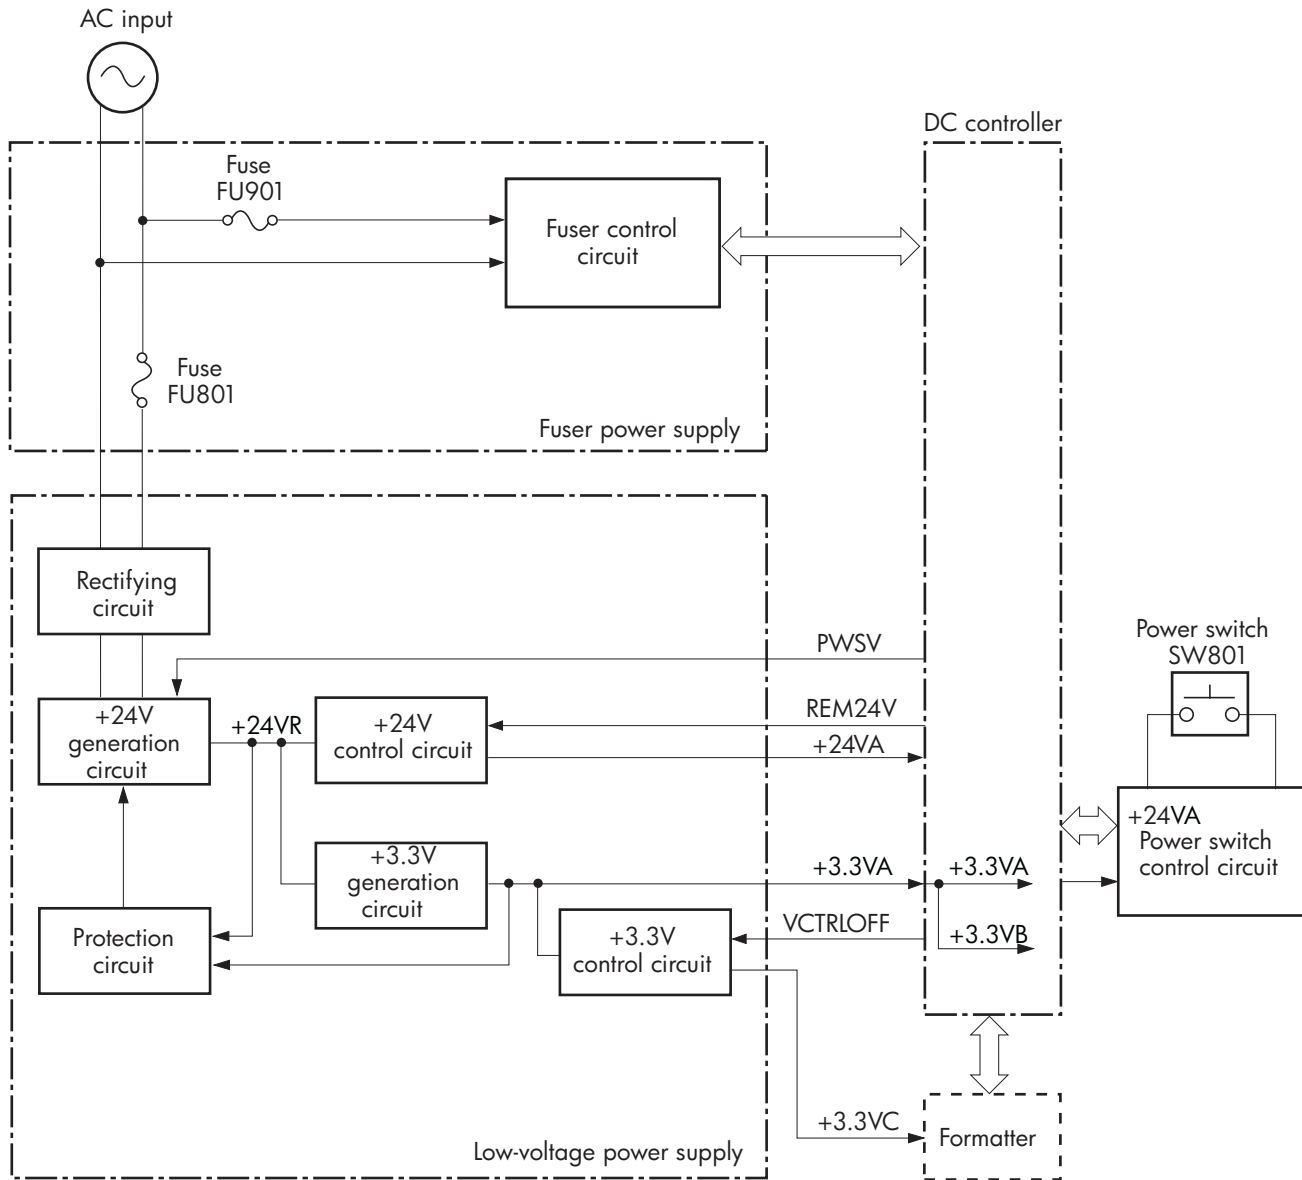 AC input
DC controller
Fuse
FU901
Fuser control
circuit
Fuse
FU801
Fuser power supply
Rectifying
circuit
PWSV
Power switch
SW801
+24V
generation
circuit
+24VR
+24V
control circuit
REM24V
+24VA
+24VA
Power switch
control circuit
+3.3V
generation
circuit
+3.3VA
+3.3VA
Protection
circuit
+3.3V
control circuit
VCTRLOFF
+3.3VB
+3.3VC
Formatter
Low-voltage power supply